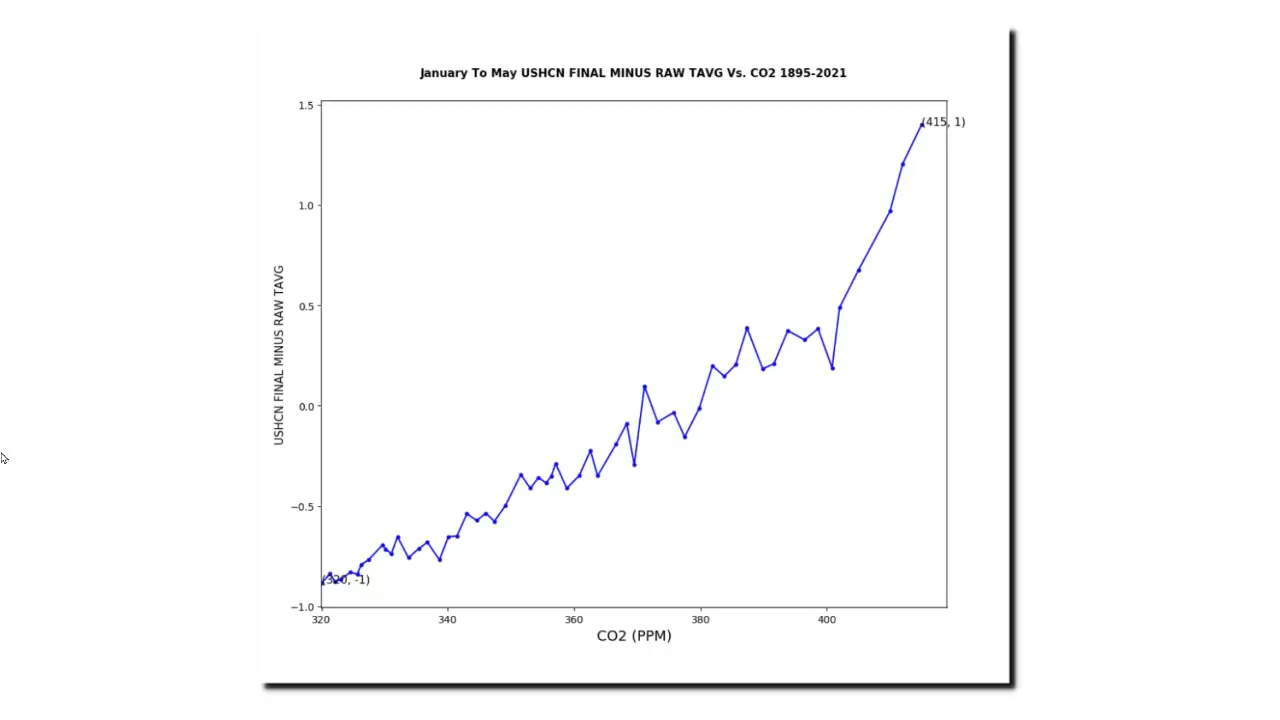 January To May USHCN FINAL MINUS RAW TAVG Vs. CO2 1895-2021
1.5
(415, 1)
1.0
0.5
USHCN FINAL MINUS RAW TAVG
0.0
−0.5
(320, -1)
−1.0
320 340 360 380 400
CO2 (PPM)